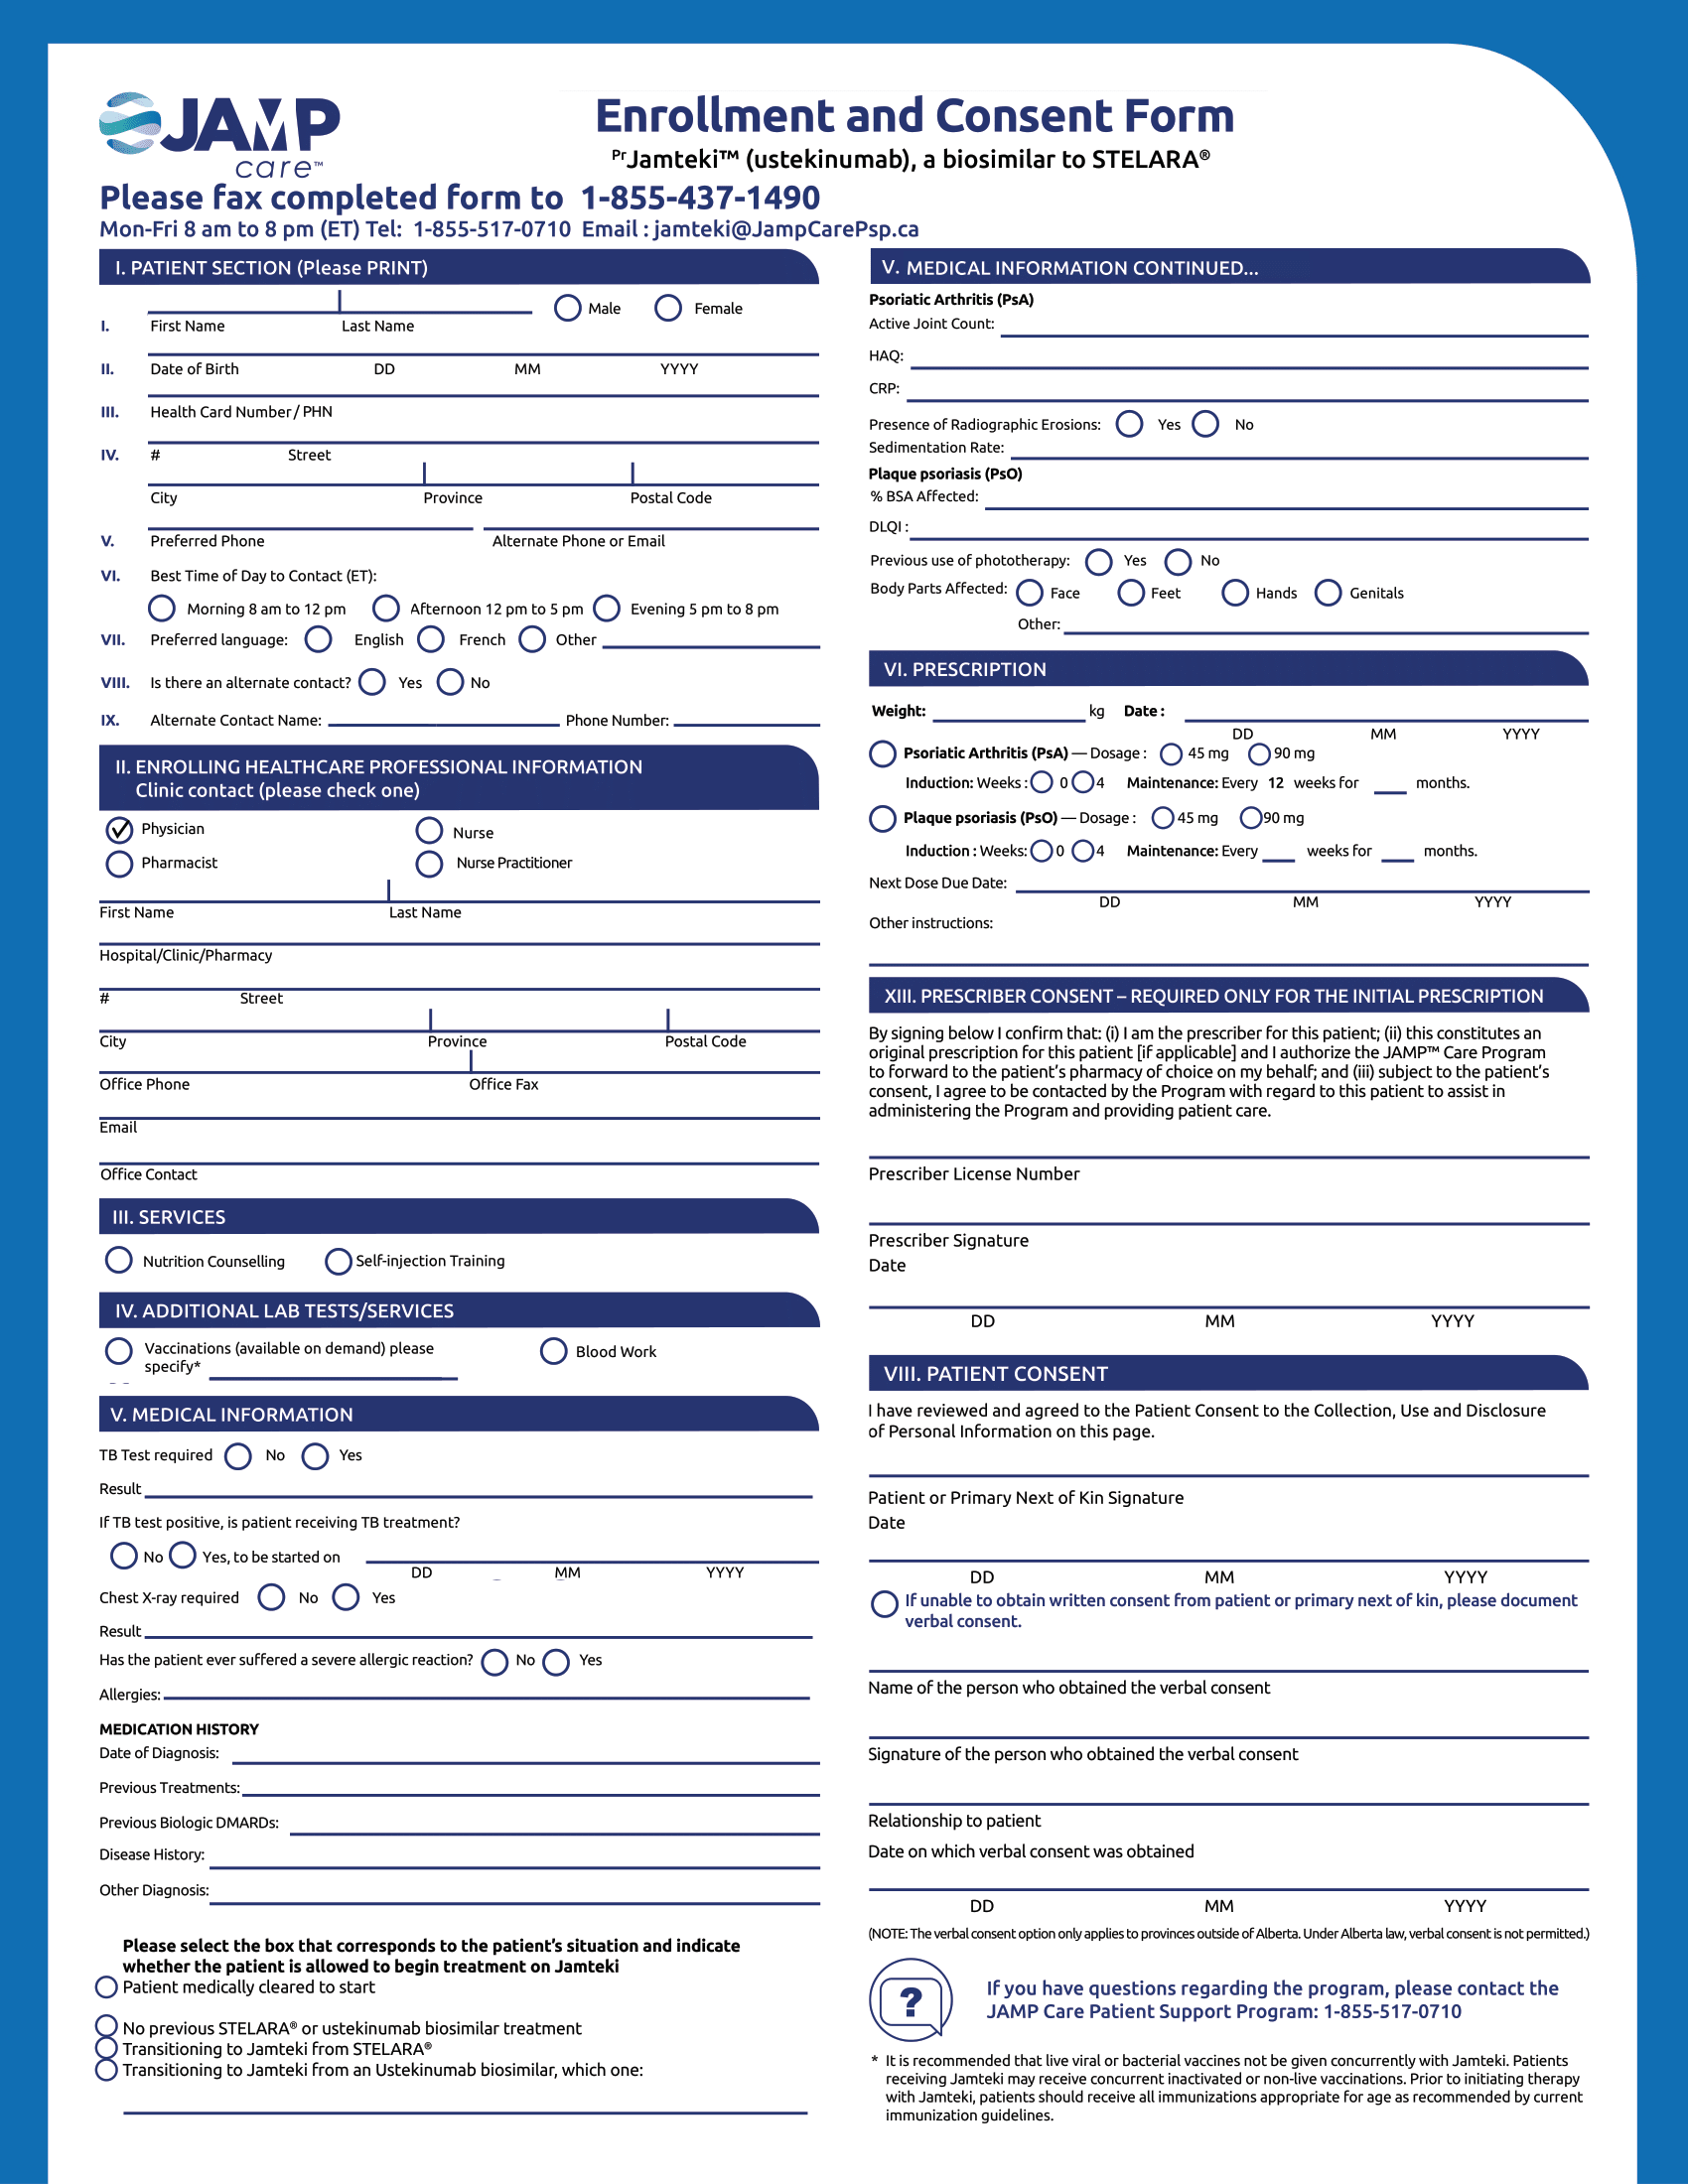 JAMP
care™
Enrollment and Consent Form
PrJamteki™ (ustekinumab), a biosimilar to STELARA®
Please fax completed form to 1-855-437-1490
Mon-Fri 8 am to 8 pm (ET) Tel: 1-855-517-0710 Email : jamteki@JampCarePsp.ca
I. PATIENT SECTION (Please PRINT)
Male Female
I. First Name Last Name
II. Date of Birth DD MM YYYY
III. Health Card Number / PHN
IV. # Street
City Province Postal Code
V. Preferred Phone Alternate Phone or Email
VI. Best Time of Day to Contact (ET):
Morning 8 am to 12 pm Afternoon 12 pm to 5 pm Evening 5 pm to 8 pm
VII. Preferred language: English French Other
VIII. Is there an alternate contact? Yes No
IX. Alternate Contact Name: Phone Number:
II. ENROLLING HEALTHCARE PROFESSIONAL INFORMATION
Clinic contact (please check one)
✓ Physician Nurse
Pharmacist Nurse Practitioner
First Name Last Name
Hospital/Clinic/Pharmacy
# Street
City Province Postal Code
Office Phone Office Fax
Email
Office Contact
III. SERVICES
Nutrition Counselling Self-injection Training
IV. ADDITIONAL LAB TESTS/SERVICES
Vaccinations (available on demand) please Blood Work
specify*
V. MEDICAL INFORMATION
TB Test required No Yes
Result
If TB test positive, is patient receiving TB treatment?
No Yes, to be started on
DD MM YYYY
Chest X-ray required No Yes
Result
Has the patient ever suffered a severe allergic reaction? No Yes
Allergies:
MEDICATION HISTORY
Date of Diagnosis:
Previous Treatments:
Previous Biologic DMARDs:
Disease History:
Other Diagnosis:
Please select the box that corresponds to the patient's situation and indicate
whether the patient is allowed to begin treatment on Jamteki
Patient medically cleared to start
No previous STELARA® or ustekinumab biosimilar treatment
Transitioning to Jamteki from STELARA®
Transitioning to Jamteki from an Ustekinumab biosimilar, which one:
V. MEDICAL INFORMATION CONTINUED...
Psoriatic Arthritis (PsA)
Active Joint Count:
HAQ:
CRP:
Presence of Radiographic Erosions: Yes No
Sedimentation Rate:
Plaque psoriasis (PsO)
% BSA Affected:
DLQI :
Previous use of phototherapy: Yes No
Body Parts Affected: Face Feet Hands Genitals
Other:
VI. PRESCRIPTION
Weight: kg Date :
DD MM YYYY
Psoriatic Arthritis (PsA) — Dosage : 45 mg 90 mg
Induction: Weeks : 0 4 Maintenance: Every 12 weeks for months.
Plaque psoriasis (PsO) — Dosage : 45 mg 90 mg
Induction : Weeks: 0 4 Maintenance: Every weeks for months.
Next Dose Due Date:
DD MM YYYY
Other instructions:
XIII. PRESCRIBER CONSENT – REQUIRED ONLY FOR THE INITIAL PRESCRIPTION
By signing below I confirm that: (i) I am the prescriber for this patient; (ii) this constitutes an
original prescription for this patient [if applicable] and I authorize the JAMP™ Care Program
to forward to the patient's pharmacy of choice on my behalf; and (iii) subject to the patient's
consent, I agree to be contacted by the Program with regard to this patient to assist in
administering the Program and providing patient care.
Prescriber License Number
Prescriber Signature
Date
DD MM YYYY
VIII. PATIENT CONSENT
I have reviewed and agreed to the Patient Consent to the Collection, Use and Disclosure
of Personal Information on this page.
Patient or Primary Next of Kin Signature
Date
DD MM YYYY
If unable to obtain written consent from patient or primary next of kin, please document
verbal consent.
Name of the person who obtained the verbal consent
Signature of the person who obtained the verbal consent
Relationship to patient
Date on which verbal consent was obtained
DD MM YYYY
(NOTE: The verbal consent option only applies to provinces outside of Alberta. Under Alberta law, verbal consent is not permitted.)
?
If you have questions regarding the program, please contact the
JAMP Care Patient Support Program: 1-855-517-0710
* It is recommended that live viral or bacterial vaccines not be given concurrently with Jamteki. Patients
receiving Jamteki may receive concurrent inactivated or non-live vaccinations. Prior to initiating therapy
with Jamteki, patients should receive all immunizations appropriate for age as recommended by current
immunization guidelines.